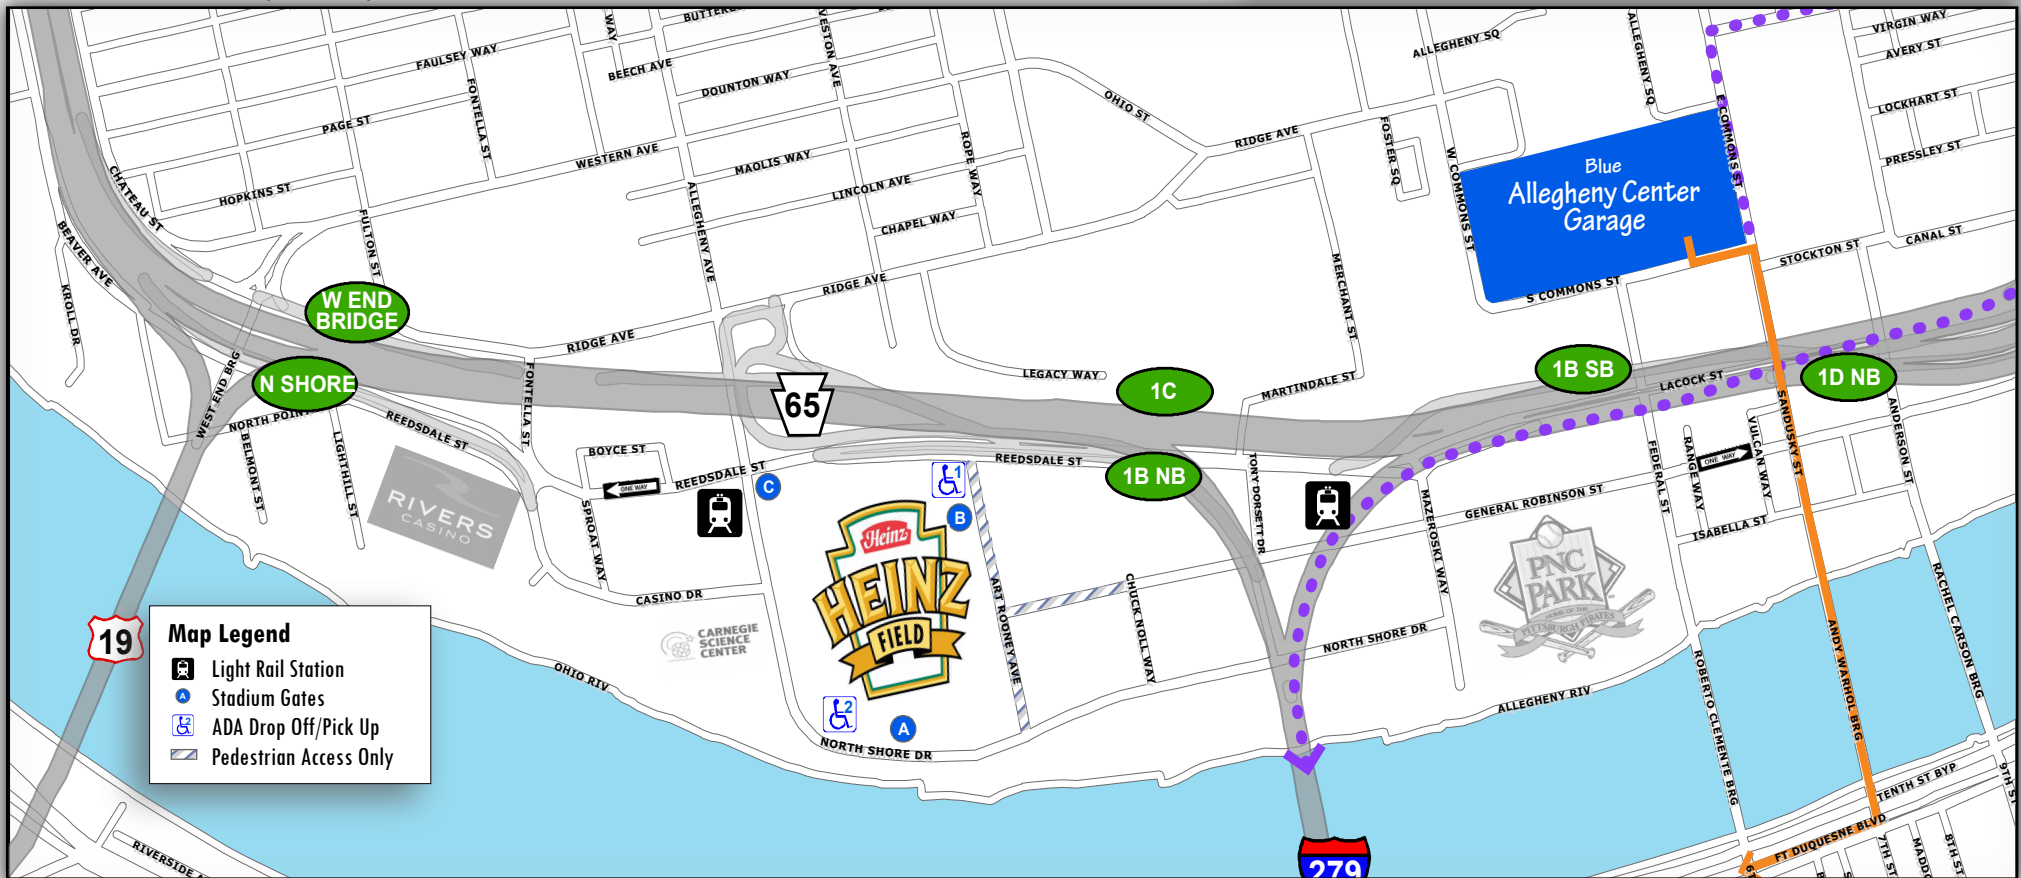 BEECH AVE
FAULSEY WAY
FONTELLA ST
PAGE ST
DOUNTON WAY
WESTERN AVE
MAOLIS WAY
LINCOLN AVE
CHAPEL WAY
ROPE WAY
HOPKINS ST
CHATEAU ST
BEAVER AVE
KROLL DR
FULTON ST
ALLEGHENY AVE
RIDGE AVE
OHIO ST
RIDGE AVE
FOSTER SQ
ALLEGHENY SQ
ALLEGHENY SQ
W COMMONS ST
E COMMONS ST
VIRGIN WAY
AVERY ST
LOCKHART ST
PRESSLEY ST
CANAL ST
STOCKTON ST
S COMMONS ST
Blue
Allegheny Center
Garage
W END
BRIDGE
N SHORE
65
1C
1B NB
1B SB
1D NB
RIDGE AVE
LEGACY WAY
MERCHANT ST
MARTINDALE ST
LACOCK ST
SANDUSKY ST
ANDERSON ST
WEST END BRG
BELMONT ST
LIGHTHILL ST
REEDSDALE ST
FONTELLA ST
BOYCE ST
ONE WAY
REEDSDALE ST
REEDSDALE ST
SPROAT WAY
CASINO DR
RIVERS
CASINO
C
1
B
Heinz
HEINZ
FIELD
2
A
CARNEGIE
SCIENCE
CENTER
ART ROONEY AVE
CHUCK NOLL WAY
TONY DORSETT DR
MAZEROSKI WAY
GENERAL ROBINSON ST
FEDERAL ST
RANGE WAY
VULCAN WAY
ONE WAY
ISABELLA ST
PNC
PARK
HOME OF THE
PITTSBURGH PIRATES
NORTH SHORE DR
NORTH SHORE DR
OHIO RIV
ALLEGHENY RIV
ROBERTO CLEMENTE BRG
ANDY WARHOL BRG
RACHEL CARSON BRG
TENTH ST BYP
FT DUQUESNE BLVD
7TH ST
8TH ST
279
19
Map Legend
Light Rail Station
A Stadium Gates
2 ADA Drop Off/Pick Up
Pedestrian Access Only